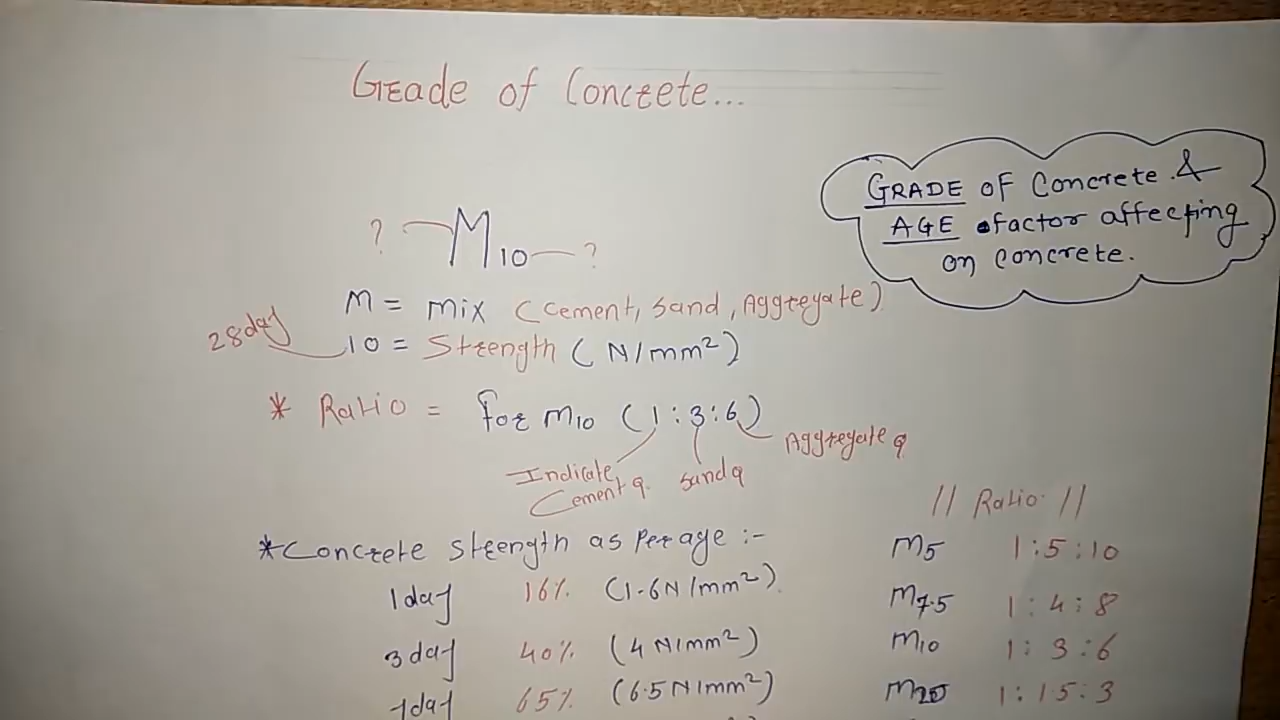 Grade of Concrete...
GRADE of Concrete &
AGE factor affecting
on concrete.
? M10 ?
M = mix (cement, sand, Aggregate)
28day
10 = Strength (N/mm²)
* Ratio = for M10 (1:3:6)
Indicate Cement q. sand q Aggregate q
* Concrete strength as Per age :-
1day 16% (1.6N/mm²)
3day 40% (4 N/mm²)
7day 65% (6.5N/mm²)
// Ratio //
M5 1:5:10
M7.5 1:4:8
M10 1:3:6
M20 1:1.5:3